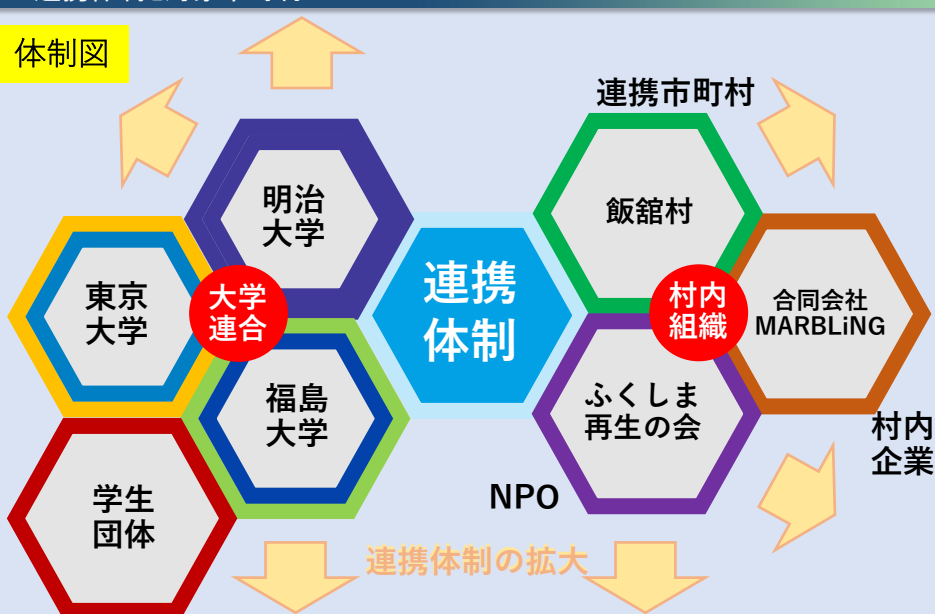 体制図
連携市町村
明治
大学
飯舘村
東京
大学
大学
連合
連携
体制
村内
組織
合同会社
MARBLiNG
福島
大学
ふくしま
再生の会
村内
企業
学生
団体
NPO
連携体制の拡大